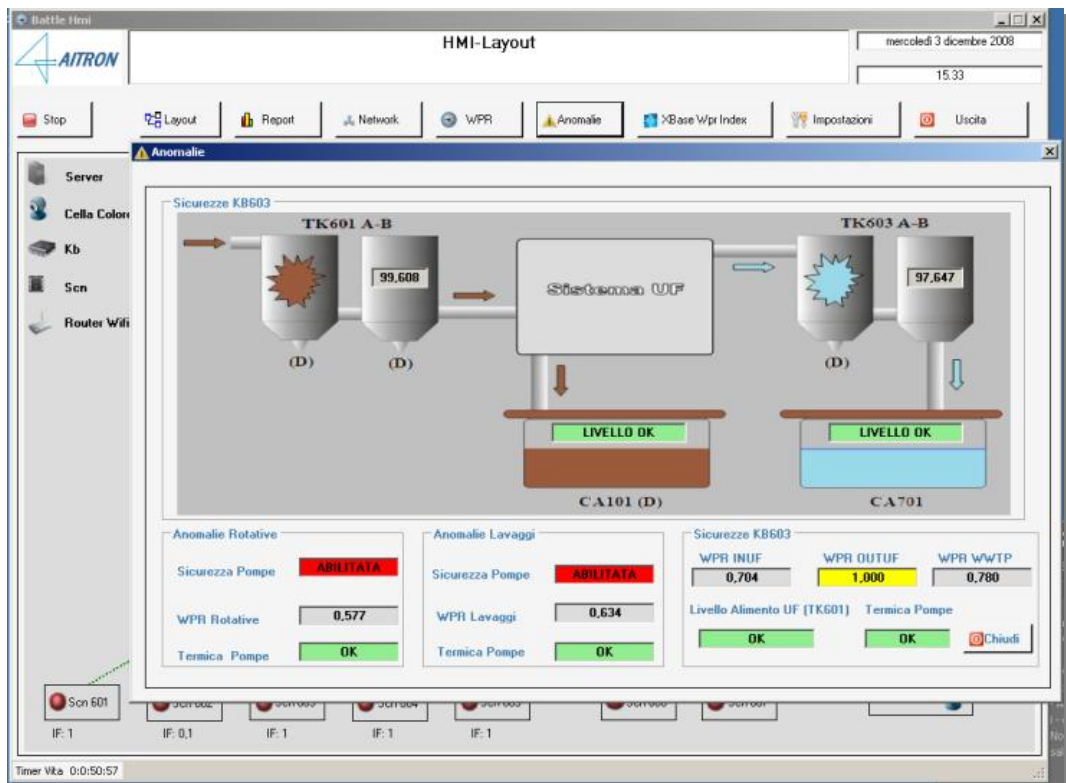 Battle Hmi
AITRON
HMI-Layout
mercoledì 3 dicembre 2008
15.33
Stop
Layout
Report
Network
WPR
Anomalie
XBase Wpr Index
Impostazioni
Uscita
Anomalie
Server
Cella Colore
Kb
Scn
Router Wifi
Sicurezze KB603
TK601 A-B
TK603 A-B
99,608
Sistema UF
97,647
(D)
(D)
(D)
LIVELLO OK
LIVELLO OK
CA101 (D)
CA701
Anomalie Rotative
Sicurezza Pompe
ABILITATA
WPR Rotative
0,577
Termica Pompe
OK
Anomalie Lavaggi
Sicurezza Pompe
ABILITATA
WPR Lavaggi
0,634
Termica Pompe
OK
Sicurezze KB603
WPR INUF
WPR OUTUF
WPR WWTP
0,704
1,000
0,780
Livello Alimento UF (TK601)
Termica Pompe
OK
OK
Chiudi
Scn 601
IF: 1
IF: 0,1
IF: 1
IF: 1
IF: 1
Timer Vita 0:0:50:57